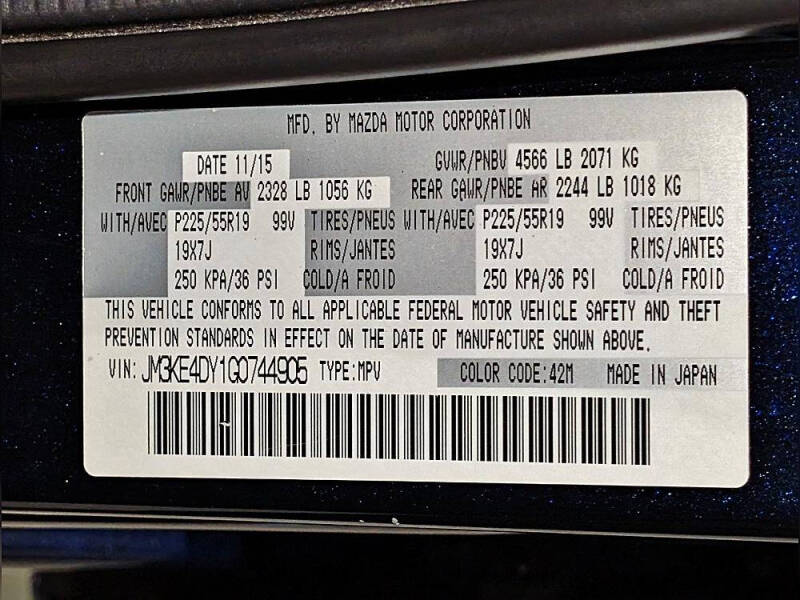 MFD. BY MAZDA MOTOR CORPORATION
DATE 11/15 GVWR/PNBV 4566 LB 2071 KG
FRONT GAWR/PNBE AV 2328 LB 1056 KG REAR GAWR/PNBE AR 2244 LB 1018 KG
WITH/AVEC P225/55R19 99V TIRES/PNEUS WITH/AVEC P225/55R19 99V TIRES/PNEUS
19X7J RIMS/JANTES 19X7J RIMS/JANTES
250 KPA/36 PSI COLD/A FROID 250 KPA/36 PSI COLD/A FROID
THIS VEHICLE CONFORMS TO ALL APPLICABLE FEDERAL MOTOR VEHICLE SAFETY AND THEFT
PREVENTION STANDARDS IN EFFECT ON THE DATE OF MANUFACTURE SHOWN ABOVE.
VIN: JM3KE4DY1G0744905 TYPE:MPV COLOR CODE:42M MADE IN JAPAN